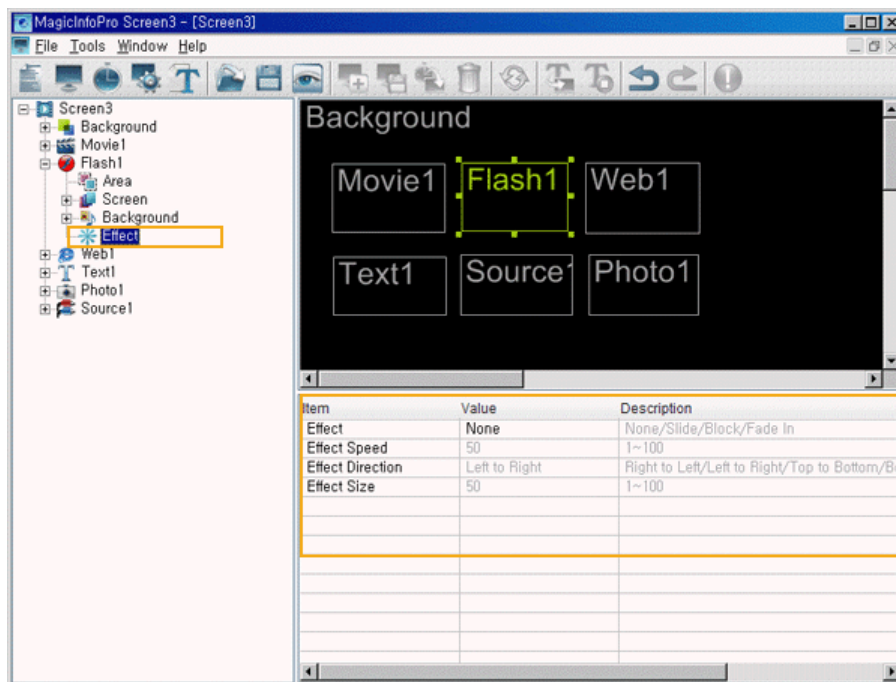 MagicInfoPro Screen3 - [Screen3]
File Tools Window Help
Screen3
Background
Movie1
Flash1
Area
Screen
Background
Effect
Web1
Text1
Photo1
Source1
Background
Movie1 Flash1 Web1
Text1 Source1 Photo1
Item Value Description
Effect None None/Slide/Block/Fade In
Effect Speed 50 1~100
Effect Direction Left to Right Right to Left/Left to Right/Top to Bottom/B
Effect Size 50 1~100